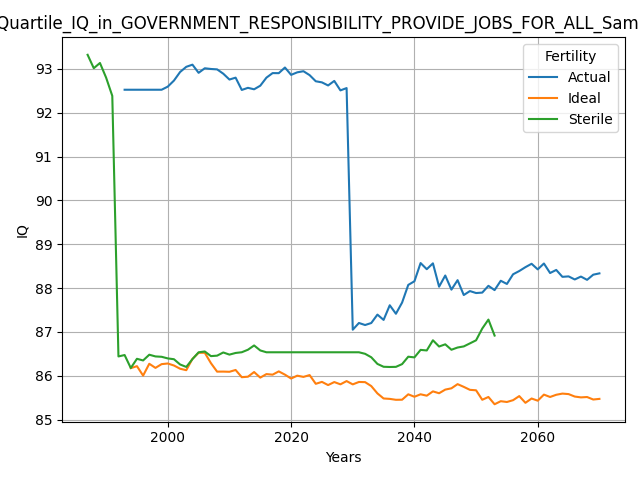 Quartile_IQ_in_GOVERNMENT_RESPONSIBILITY_PROVIDE_JOBS_FOR_ALL_Sam
Fertility
Actual
Ideal
Sterile
93
92
91
90
89
88
87
86
85
IQ
2000
2020
2040
2060
Years